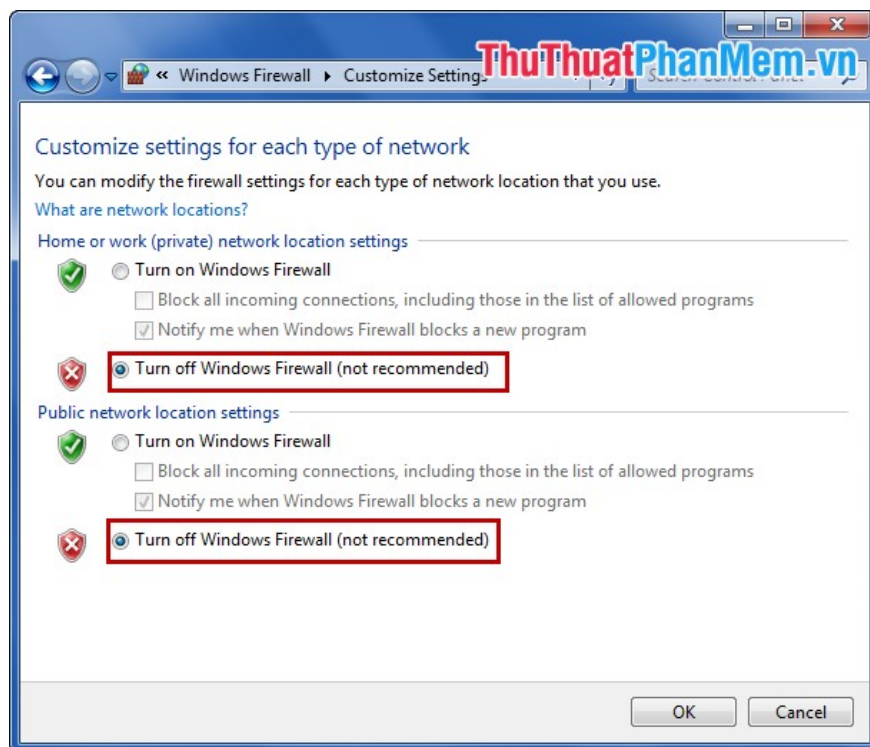 ThuThuatPhanMem.vn
« Windows Firewall ▸ Customize Settings
Customize settings for each type of network
You can modify the firewall settings for each type of network location that you use.
What are network locations?
Home or work (private) network location settings
Turn on Windows Firewall
Block all incoming connections, including those in the list of allowed programs
Notify me when Windows Firewall blocks a new program
Turn off Windows Firewall (not recommended)
Public network location settings
Turn on Windows Firewall
Block all incoming connections, including those in the list of allowed programs
Notify me when Windows Firewall blocks a new program
Turn off Windows Firewall (not recommended)
OK Cancel